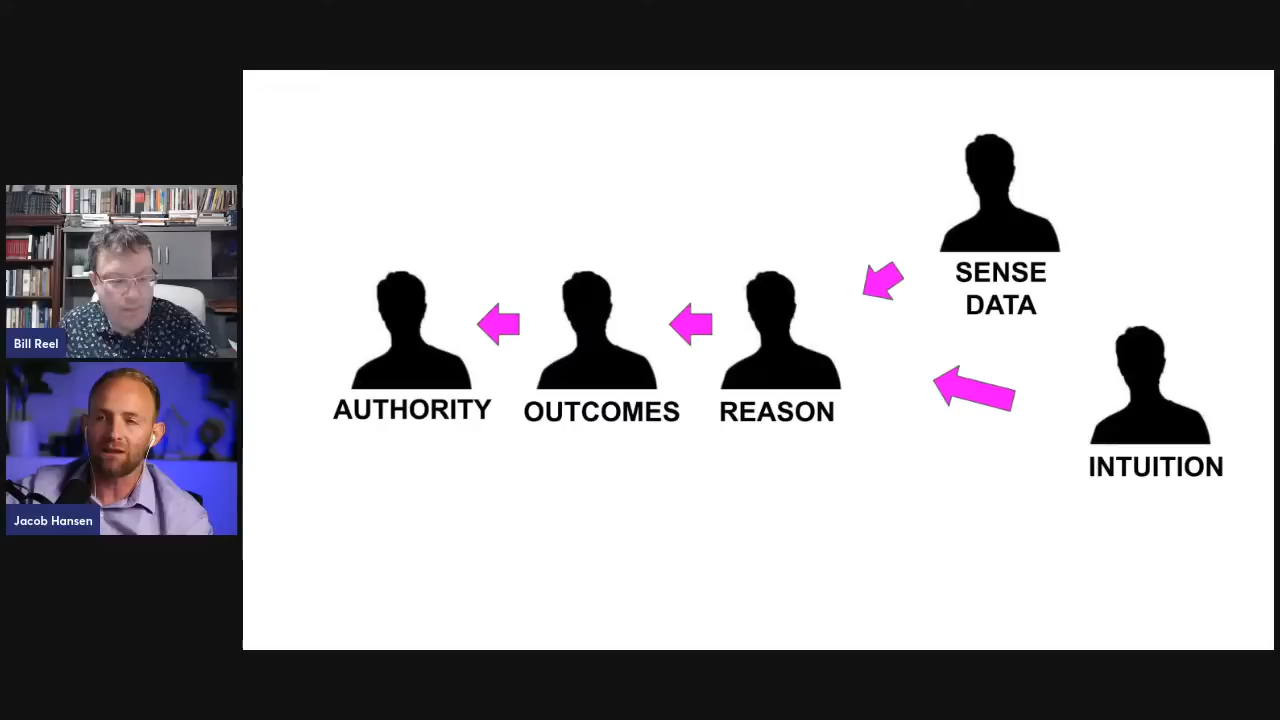 Bill Reel
Jacob Hansen
SENSE
DATA
AUTHORITY
OUTCOMES
REASON
INTUITION